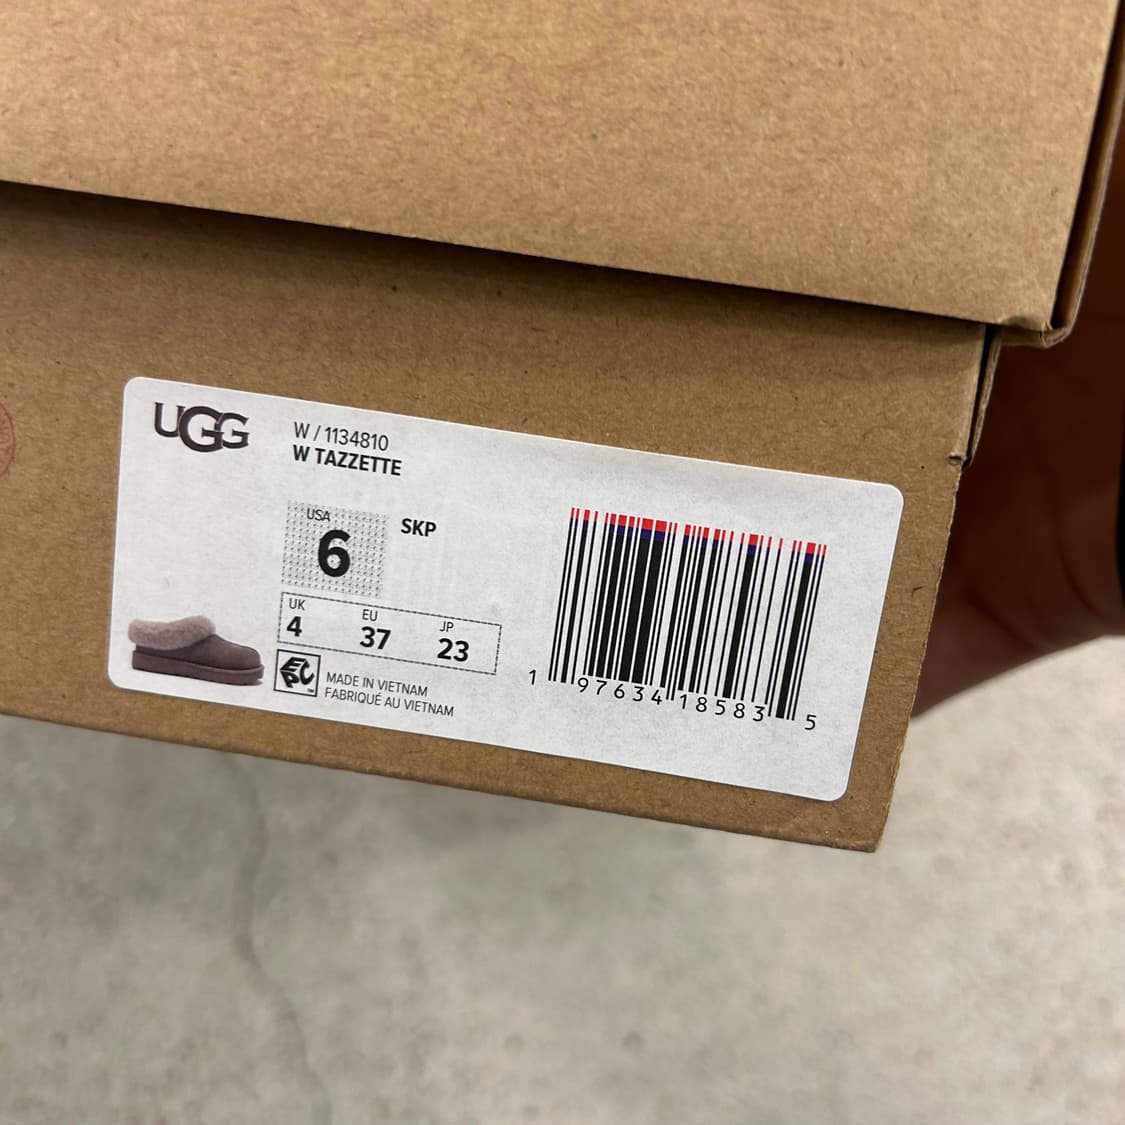 UGG
W / 1134810
W TAZZETTE
USA
6
SKP
UK
4
EU
37
JP
23
EPC
MADE IN VIETNAM
FABRIQUÉ AU VIETNAM
1 97634 18583 5